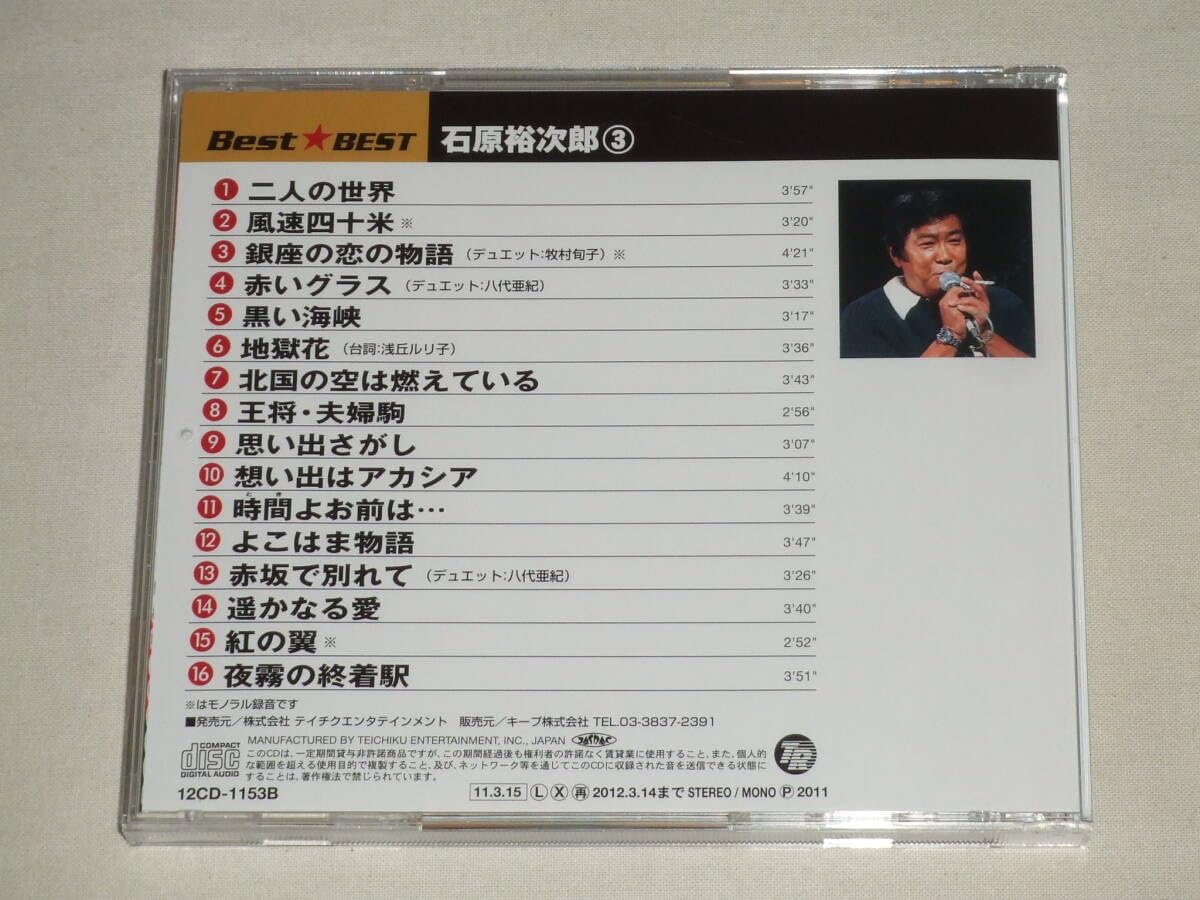 Best★BEST 石原裕次郎③
1 二人の世界 3'57"
2 風速四十米※ 3'20"
3 銀座の恋の物語（デュエット:牧村旬子）※ 4'21"
4 赤いグラス（デュエット:八代亜紀） 3'33"
5 黒い海峡 3'17"
6 地獄花（台詞:浅丘ルリ子） 3'36"
7 北国の空は燃えている 3'43"
8 王将・夫婦駒 2'56"
9 思い出さがし 3'07"
10 想い出はアカシア 4'10"
とき
11 時間よお前は… 3'39"
12 よこはま物語 3'47"
13 赤坂で別れて（デュエット:八代亜紀） 3'26"
14 遥かなる愛 3'40"
15 紅の翼※ 2'52"
16 夜霧の終着駅 3'51"
※はモノラル録音です
■発売元／株式会社 テイチクエンタテインメント 販売元／キープ株式会社 TEL.03-3837-2391
MANUFACTURED BY TEICHIKU ENTERTAINMENT, INC., JAPAN JASRAC
COMPACT disc DIGITAL AUDIO
このCDは、一定期間貸与非許諾商品ですが、この期間経過後も権利者の許諾なく賃貸業に使用すること、また、個人的
な範囲を超える使用目的で複製すること、及び、ネットワーク等を通じてこのCDに収録された音を送信できる状態に
することは、著作権法で禁じられています。
TR
12CD-1153B 11.3.15 Ⓛ Ⓧ 再 2012.3.14まで STEREO / MONO Ⓟ 2011